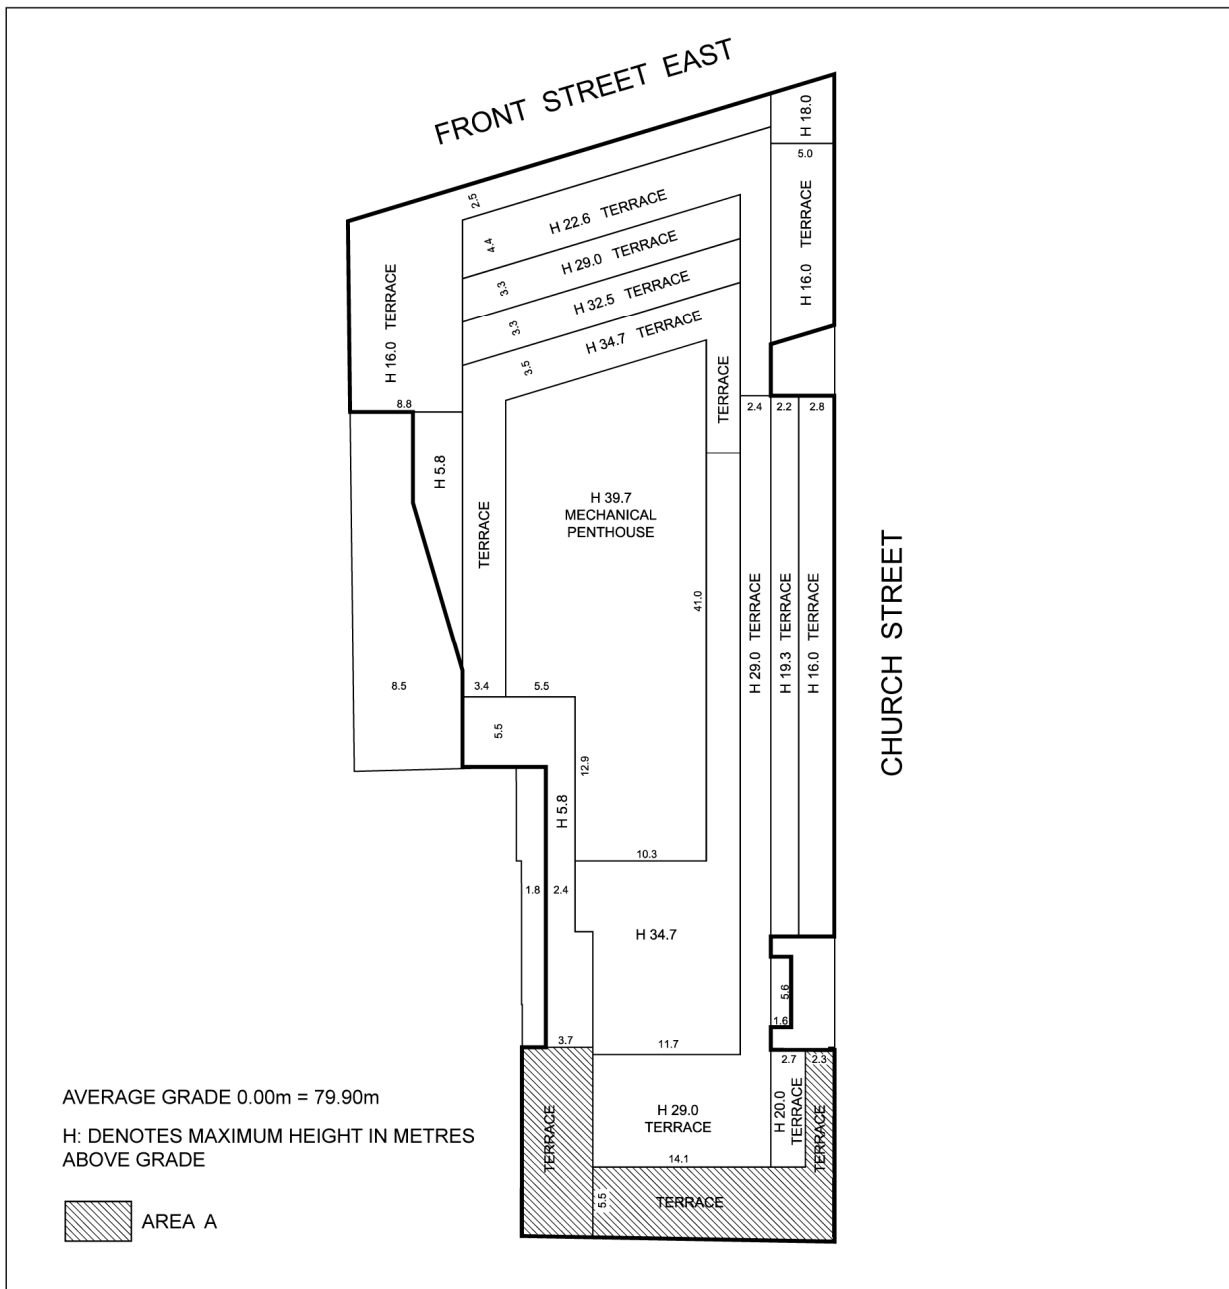 FRONT STREET EAST
H 18.0
5.0
H 16.0 TERRACE
2.5
H 22.6 TERRACE
4.4
H 29.0 TERRACE
3.3
H 32.5 TERRACE
3.3
H 34.7 TERRACE
3.5
H 16.0 TERRACE
8.8
TERRACE
2.4
2.2
2.8
H 5.8
H 39.7
MECHANICAL
PENTHOUSE
TERRACE
41.0
H 29.0 TERRACE
H 19.3 TERRACE
H 16.0 TERRACE
CHURCH STREET
8.5
3.4
5.5
5.5
12.9
H 5.8
10.3
1.8
2.4
H 34.7
5.6
1.6
3.7
11.7
2.7
2.3
TERRACE
H 29.0
TERRACE
H 20.0
TERRACE
TERRACE
14.1
5.5
TERRACE
AVERAGE GRADE 0.00m = 79.90m
H: DENOTES MAXIMUM HEIGHT IN METRES
ABOVE GRADE
AREA A